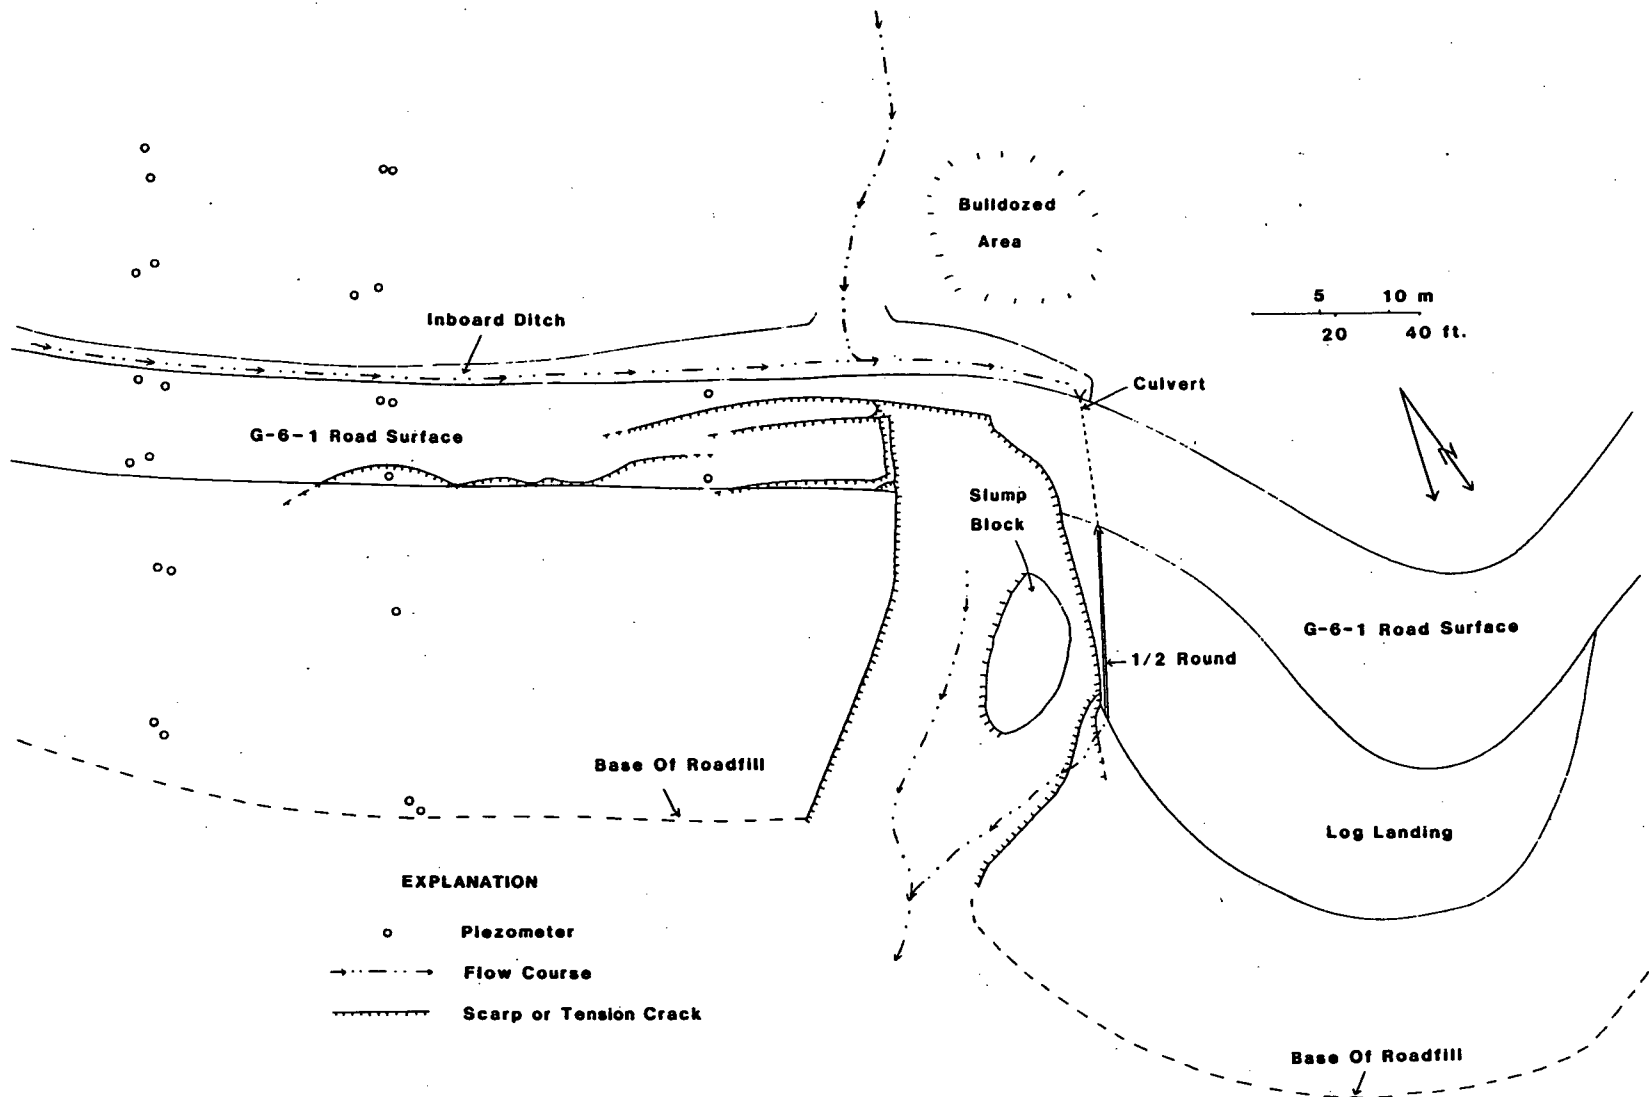 Bulldozed
Area
5 10 m
20 40 ft.
Inboard Ditch
Culvert
N
G-6-1 Road Surface
Slump
Block
G-6-1 Road Surface
1/2 Round
Base Of Roadfill
Log Landing
EXPLANATION
Piezometer
Flow Course
Scarp or Tension Crack
Base Of Roadfill